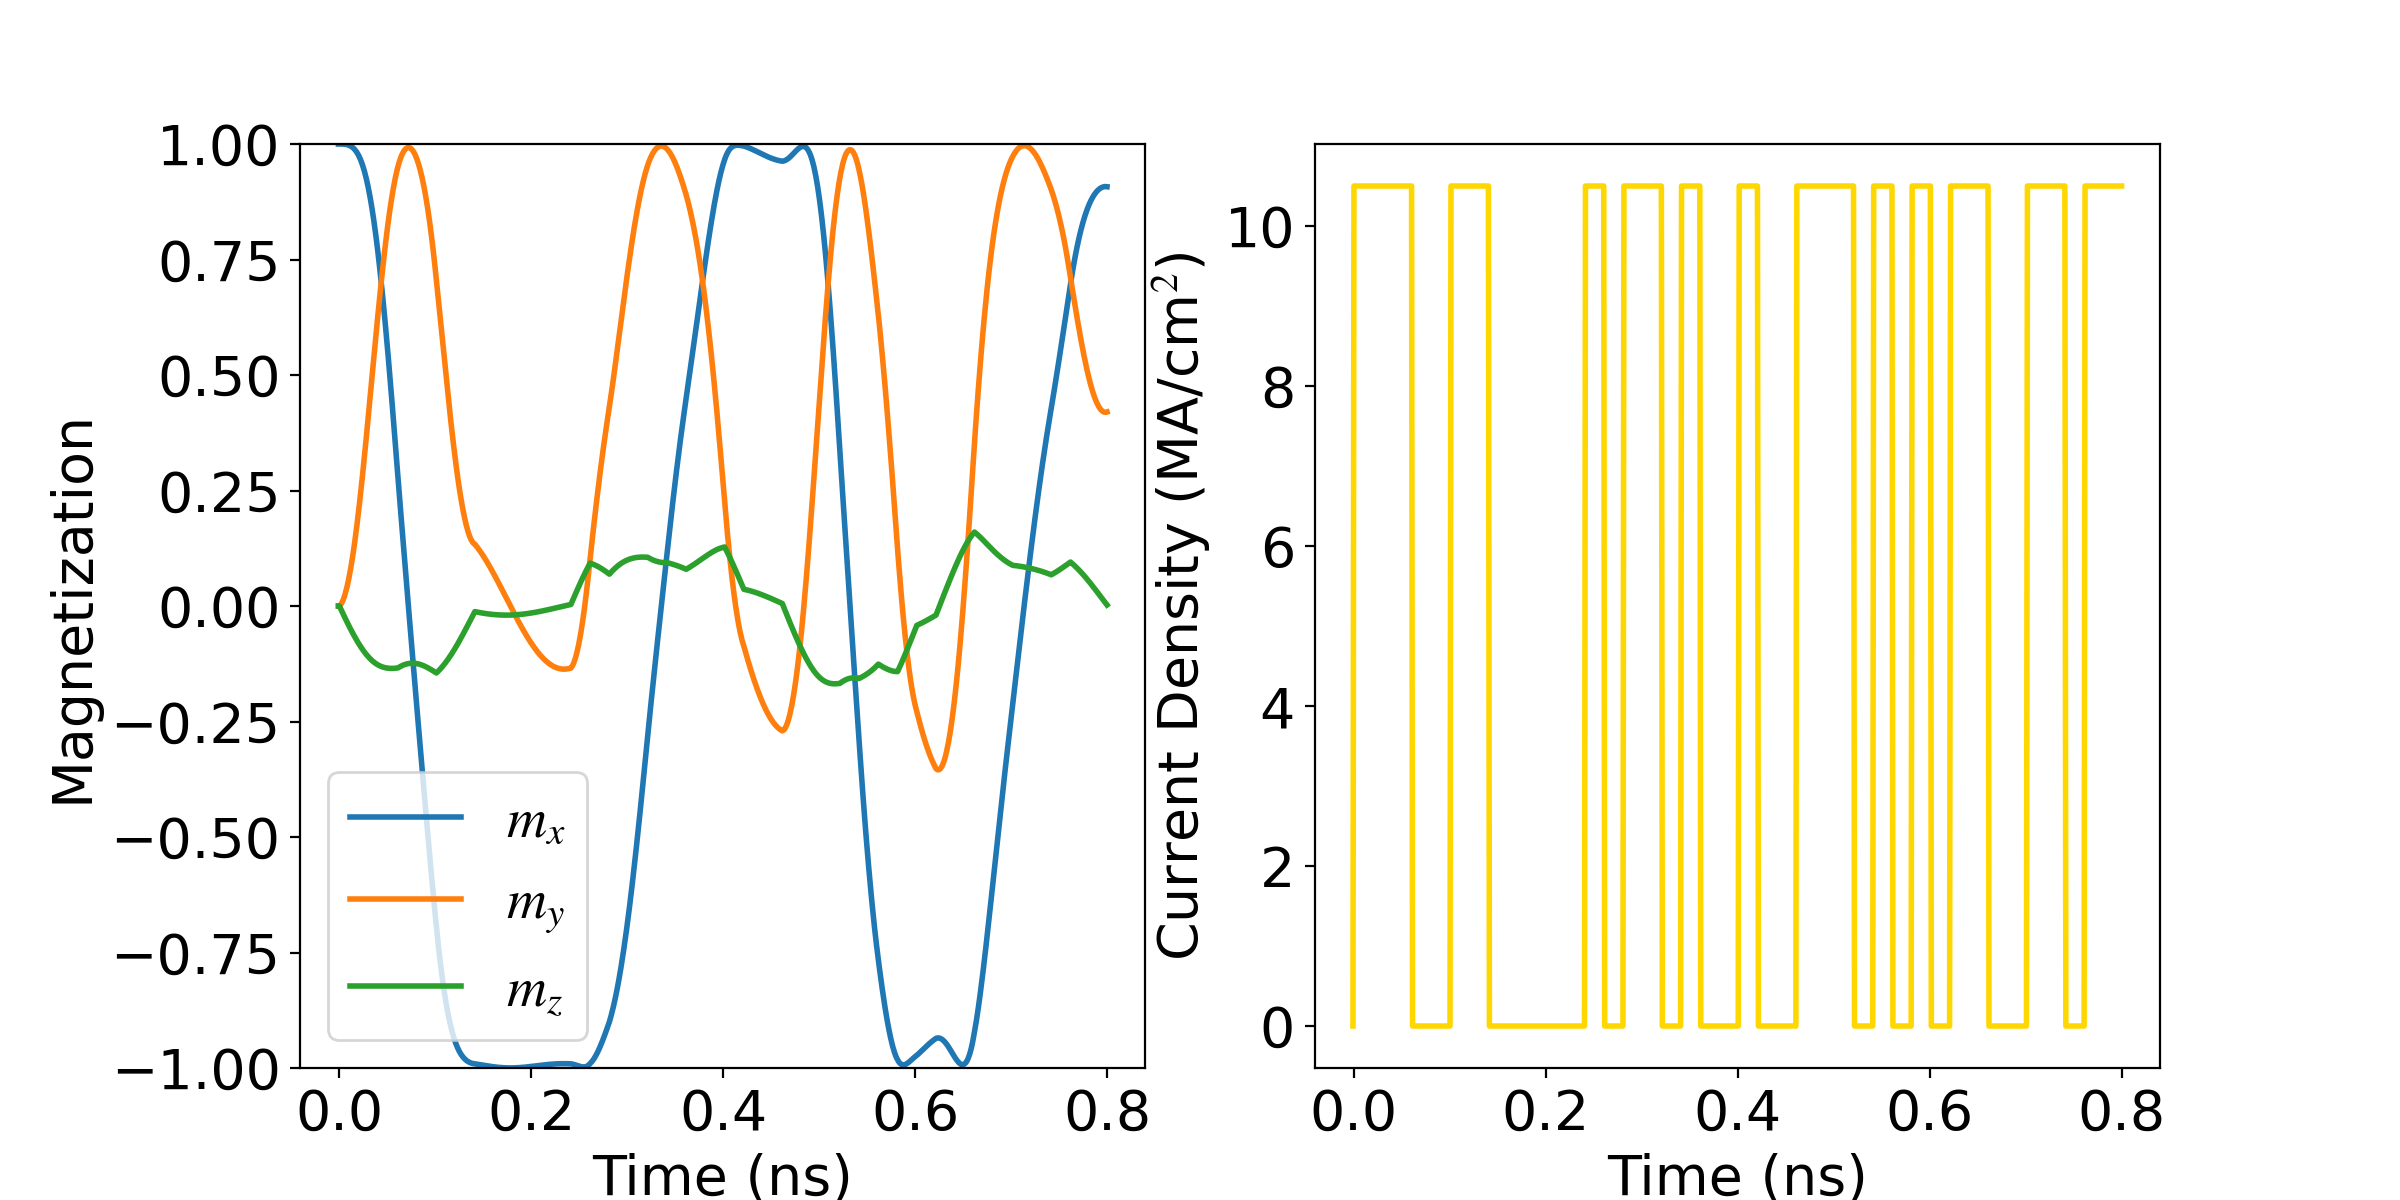 1.00
0.75
0.50
0.25
0.00
−0.25
−0.50
−0.75
−1.00
Magnetization
m_x
m_y
m_z
0.0 0.2 0.4 0.6 0.8
Time (ns)
10
8
6
4
2
0
Current Density (MA/cm²)
0.0 0.2 0.4 0.6 0.8
Time (ns)